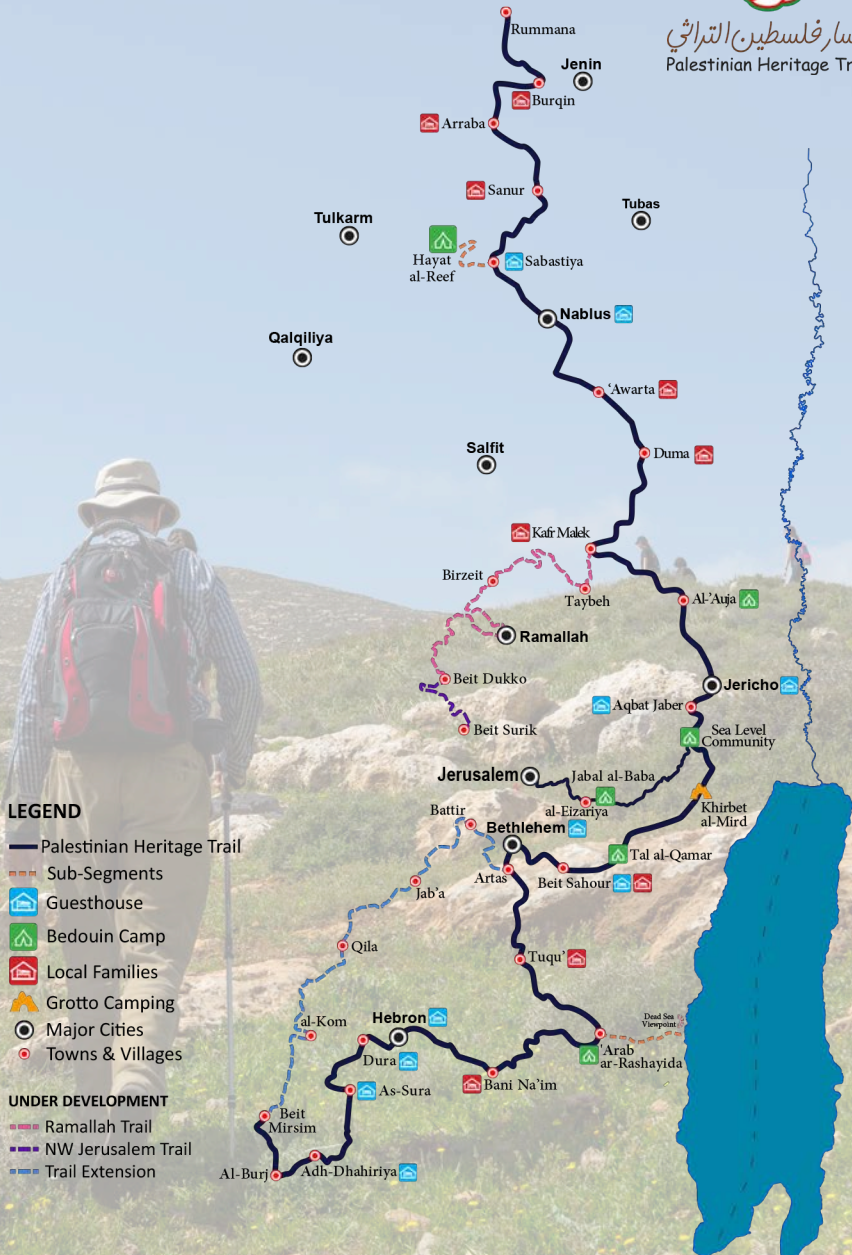 Rummana
مسار فلسطين التراثي
Palestinian Heritage Tr
Jenin
Burqin
Arraba
Sanur
Tulkarm
Tubas
Hayat
al-Reef
Sabastiya
Nablus
Qalqiliya
‘Awarta
Salfit
Duma
Kafr Malek
Birzeit
Taybeh
Al-’Auja
Ramallah
Beit Dukko
Jericho
Aqbat Jaber
Beit Surik
Sea Level
Community
Jerusalem
Jabal al-Baba
al-Eizariya
Khirbet
al-Mird
Battir
Bethlehem
Tal al-Qamar
Artas
Beit Sahour
Jab’a
Qila
Tuqu’
al-Kom
Hebron
Dead Sea
Viewpoint
Dura
‘Arab
ar-Rashayida
Bani Na’im
As-Sura
Beit
Mirsim
Al-Burj
Adh-Dhahiriya
LEGEND
Palestinian Heritage Trail
Sub-Segments
Guesthouse
Bedouin Camp
Local Families
Grotto Camping
Major Cities
Towns & Villages
UNDER DEVELOPMENT
Ramallah Trail
NW Jerusalem Trail
Trail Extension